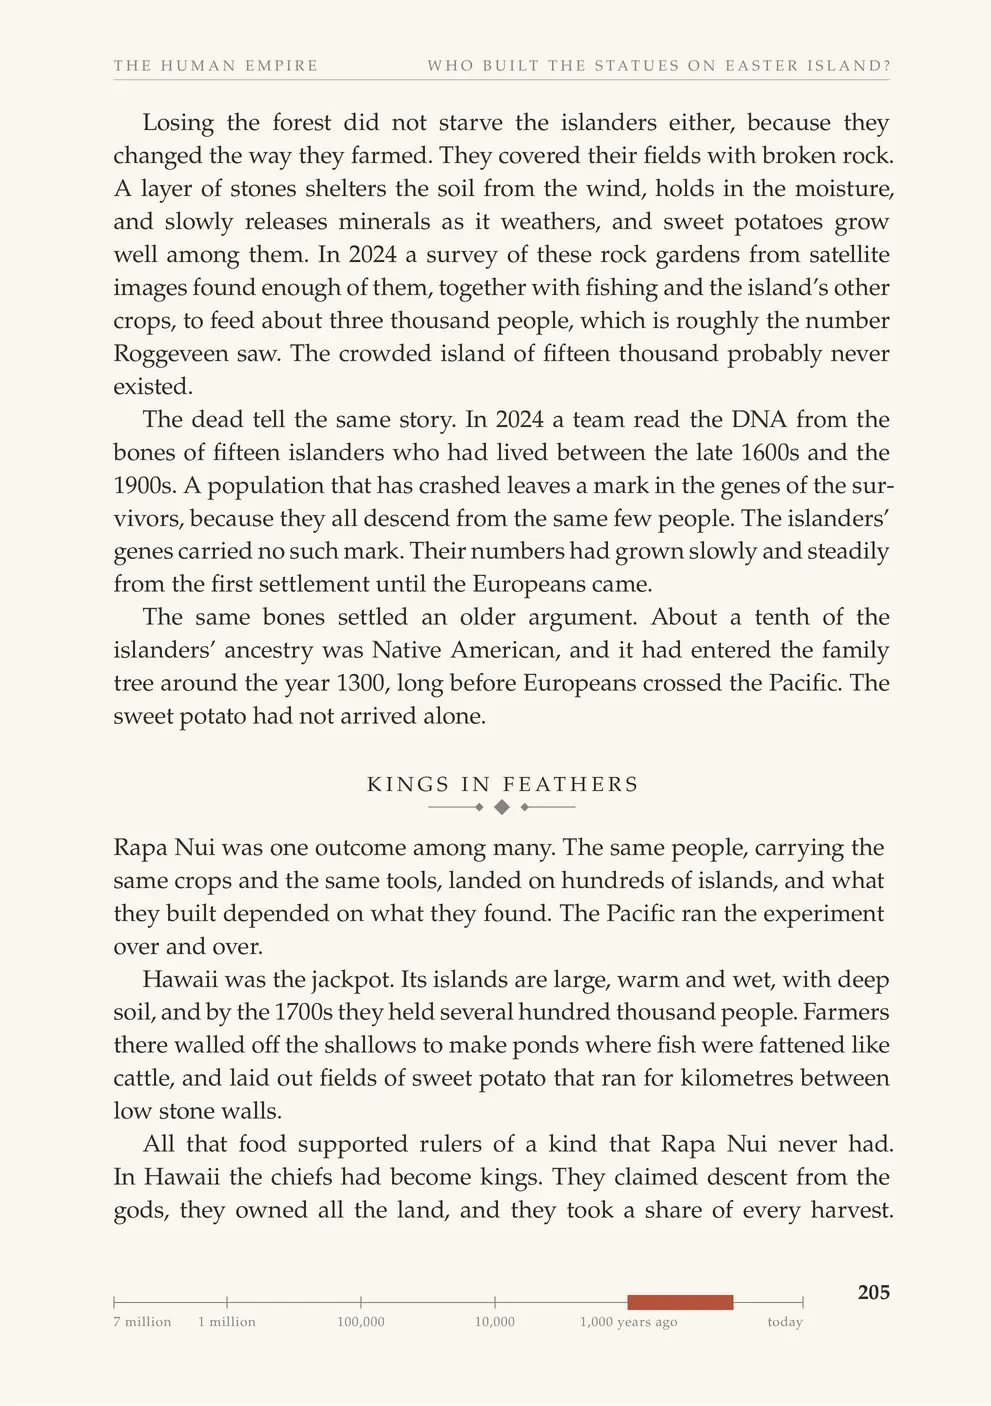 THE HUMAN EMPIRE WHO BUILT THE STATUES ON EASTER ISLAND?
Losing the forest did not starve the islanders either, because they
changed the way they farmed. They covered their fields with broken rock.
A layer of stones shelters the soil from the wind, holds in the moisture,
and slowly releases minerals as it weathers, and sweet potatoes grow
well among them. In 2024 a survey of these rock gardens from satellite
images found enough of them, together with fishing and the island’s other
crops, to feed about three thousand people, which is roughly the number
Roggeveen saw. The crowded island of fifteen thousand probably never
existed.
The dead tell the same story. In 2024 a team read the DNA from the
bones of fifteen islanders who had lived between the late 1600s and the
1900s. A population that has crashed leaves a mark in the genes of the sur-
vivors, because they all descend from the same few people. The islanders’
genes carried no such mark. Their numbers had grown slowly and steadily
from the first settlement until the Europeans came.
The same bones settled an older argument. About a tenth of the
islanders’ ancestry was Native American, and it had entered the family
tree around the year 1300, long before Europeans crossed the Pacific. The
sweet potato had not arrived alone.
KINGS IN FEATHERS
Rapa Nui was one outcome among many. The same people, carrying the
same crops and the same tools, landed on hundreds of islands, and what
they built depended on what they found. The Pacific ran the experiment
over and over.
Hawaii was the jackpot. Its islands are large, warm and wet, with deep
soil, and by the 1700s they held several hundred thousand people. Farmers
there walled off the shallows to make ponds where fish were fattened like
cattle, and laid out fields of sweet potato that ran for kilometres between
low stone walls.
All that food supported rulers of a kind that Rapa Nui never had.
In Hawaii the chiefs had become kings. They claimed descent from the
gods, they owned all the land, and they took a share of every harvest.
205
7 million 1 million 100,000 10,000 1,000 years ago today